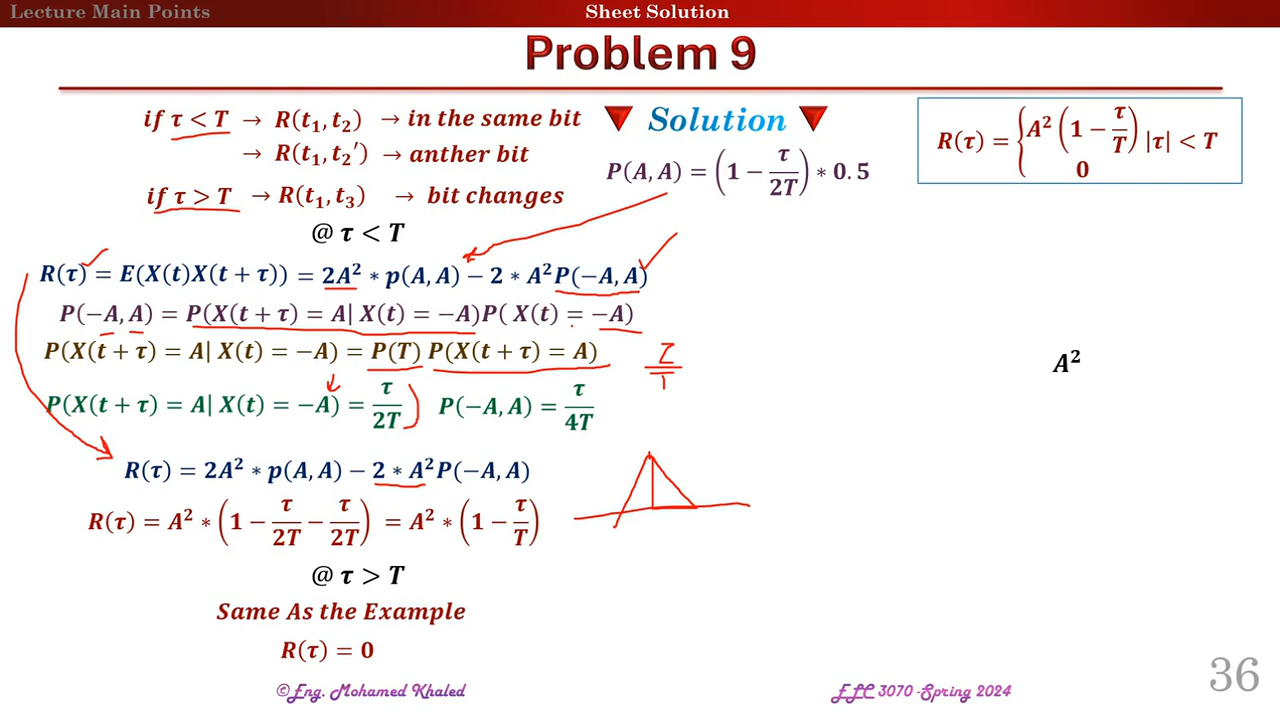 Lecture Main Points
Sheet Solution
Problem 9
if τ < T → R(t₁, t₂) → in the same bit
→ R(t₁, t₂′) → anther bit
if τ > T → R(t₁, t₃) → bit changes
@ τ < T
Solution
P(A, A) = (1 − τ/2T) * 0.5
R(τ) = {A² (1 − τ/T) |τ| < T
0
R(τ) = E(X(t)X(t + τ)) = 2A² * p(A, A) − 2 * A²P(−A, A)
P(−A, A) = P(X(t + τ) = A| X(t) = −A)P( X(t) = −A)
P(X(t + τ) = A| X(t) = −A) = P(T) P(X(t + τ) = A)
τ/T
A²
P(X(t + τ) = A| X(t) = −A) = τ/2T P(−A, A) = τ/4T
R(τ) = 2A² * p(A, A) − 2 * A²P(−A, A)
R(τ) = A² * (1 − τ/2T − τ/2T) = A² * (1 − τ/T)
@ τ > T
Same As the Example
R(τ) = 0
©Eng. Mohamed Khaled
ELC 3070 -Spring 2024
36